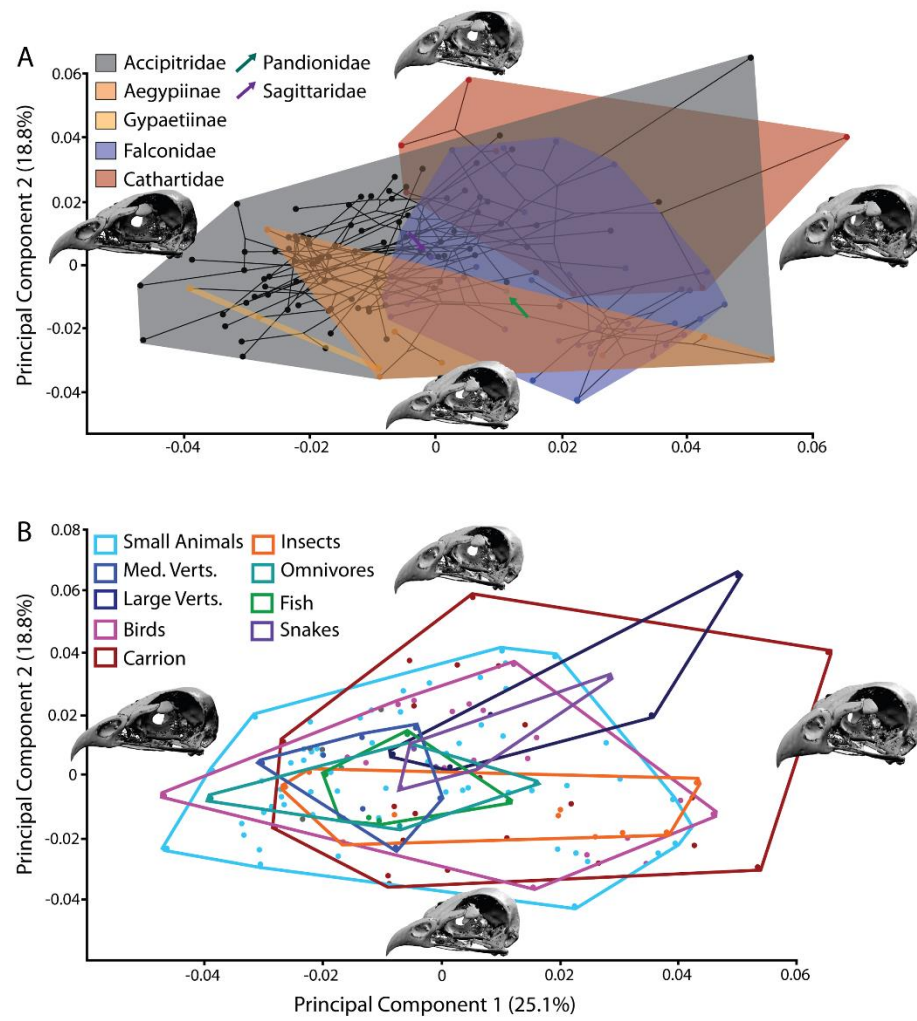 A
Accipitridae
Aegypiinae
Gypaetiinae
Falconidae
Cathartidae
Pandionidae
Sagittaridae
Principal Component 2 (18.8%)
0.06
0.04
0.02
0
-0.02
-0.04
-0.04
-0.02
0
0.02
0.04
0.06
B
Small Animals
Med. Verts.
Large Verts.
Birds
Carrion
Insects
Omnivores
Fish
Snakes
Principal Component 2 (18.8%)
0.08
0.06
0.04
0.02
0
-0.02
-0.04
-0.04
-0.02
0
0.02
0.04
0.06
Principal Component 1 (25.1%)